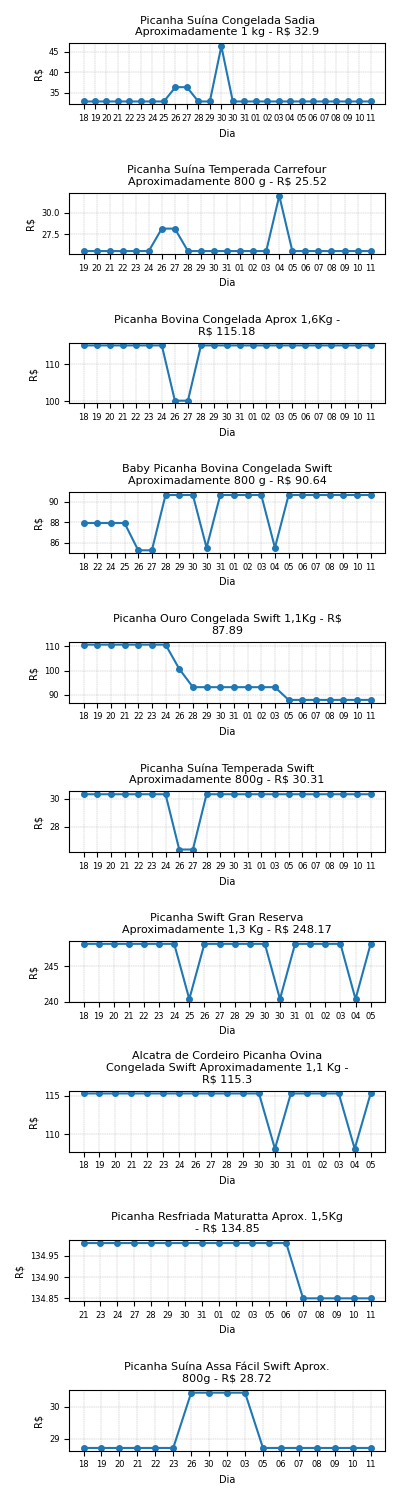 Picanha Suína Congelada Sadia
Aproximadamente 1 kg - R$ 32.9
45
40
35
R$
18 19 20 21 22 23 24 25 26 27 28 29 30 30 31 01 02 03 04 05 06 07 08 09 10 11
Dia
Picanha Suína Temperada Carrefour
Aproximadamente 800 g - R$ 25.52
30.0
27.5
R$
19 20 21 22 23 24 26 27 28 29 30 31 01 02 03 04 05 06 07 08 09 10 11
Dia
Picanha Bovina Congelada Aprox 1,6Kg -
R$ 115.18
110
100
R$
18 19 20 21 22 23 24 26 27 28 29 30 31 01 02 03 04 05 06 07 08 09 10 11
Dia
Baby Picanha Bovina Congelada Swift
Aproximadamente 800 g - R$ 90.64
90
88
86
R$
18 22 24 25 26 27 28 29 30 30 31 01 02 03 04 05 06 07 08 09 10 11
Dia
Picanha Ouro Congelada Swift 1,1Kg - R$
87.89
110
100
90
R$
18 19 20 21 22 23 24 26 27 28 29 30 31 01 02 03 05 06 07 08 09 10 11
Dia
Picanha Suína Temperada Swift
Aproximadamente 800g - R$ 30.31
30
28
R$
18 19 20 21 22 23 24 26 27 28 29 30 31 01 02 03 05 06 07 08 09 10 11
Dia
Picanha Swift Gran Reserva
Aproximadamente 1,3 Kg - R$ 248.17
245
240
R$
18 19 20 21 22 23 24 25 26 27 28 29 30 30 31 01 02 03 04 05
Dia
Alcatra de Cordeiro Picanha Ovina
Congelada Swift Aproximadamente 1,1 Kg -
R$ 115.3
115
110
R$
18 19 20 21 22 23 24 26 27 28 29 30 30 31 01 02 03 04 05
Dia
Picanha Resfriada Maturatta Aprox. 1,5Kg
- R$ 134.85
134.95
134.90
134.85
R$
21 23 24 27 28 29 30 31 01 02 03 05 06 07 08 09 10 11
Dia
Picanha Suína Assa Fácil Swift Aprox.
800g - R$ 28.72
30
29
R$
18 19 20 21 22 23 26 30 02 03 05 06 07 08 09 10 11
Dia